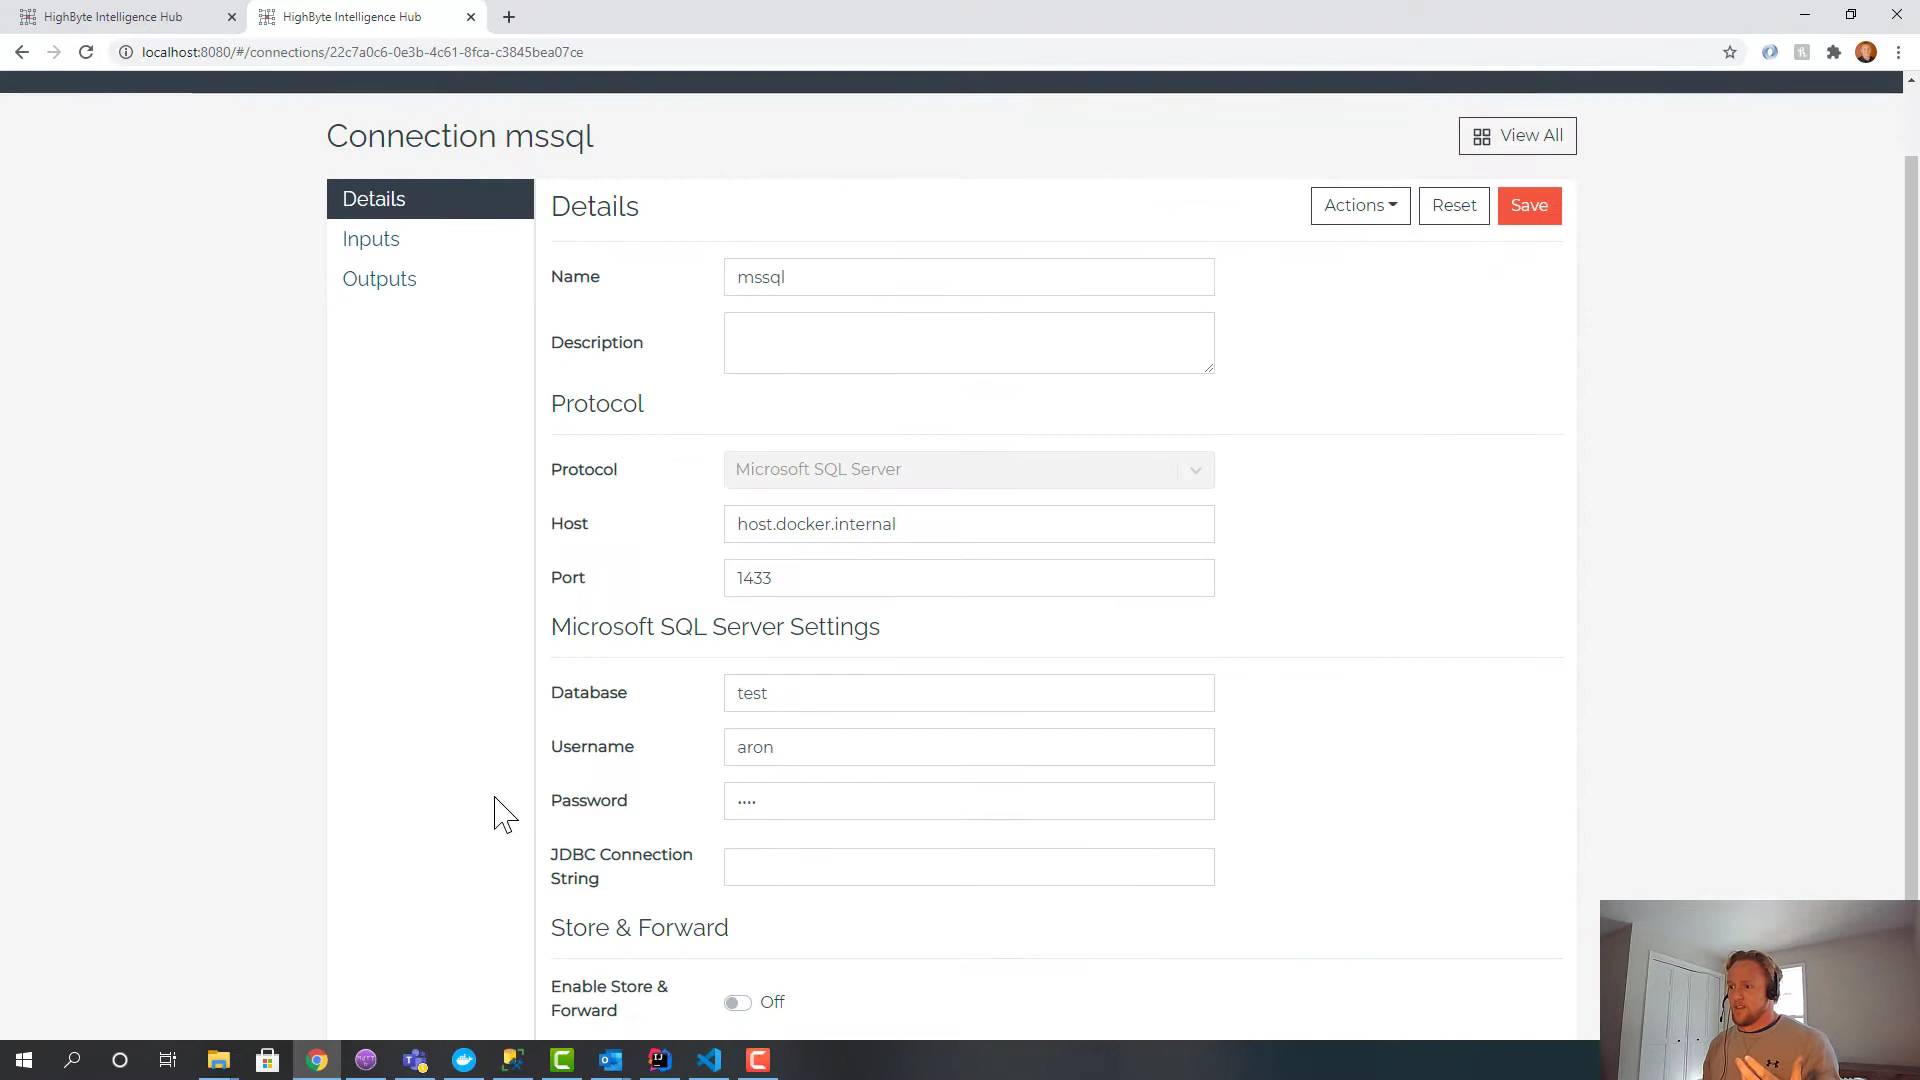 HighByte Intelligence Hub
HighByte Intelligence Hub
localhost:8080/#/connections/22c7a0c6-0e3b-4c61-8fca-c3845bea07ce
Connection mssql
View All
Details
Inputs
Outputs
Details
Actions
Reset
Save
Name
mssql
Description
Protocol
Protocol
Microsoft SQL Server
Host
host.docker.internal
Port
1433
Microsoft SQL Server Settings
Database
test
Username
aron
Password
••••
JDBC Connection
String
Store & Forward
Enable Store &
Forward
Off